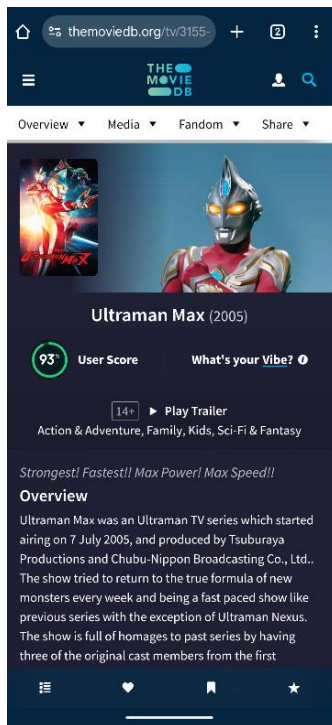 themoviedb.org/tv/3155-
2
THE
MOVIE
DB
Overview
Media
Fandom
Share
ULTRAMAN MAX
Ultraman Max (2005)
93%
User Score
What's your Vibe?
14+
Play Trailer
Action & Adventure, Family, Kids, Sci-Fi & Fantasy
Strongest! Fastest!! Max Power! Max Speed!!
Overview
Ultraman Max was an Ultraman TV series which started
airing on 7 July 2005, and produced by Tsuburaya
Productions and Chubu-Nippon Broadcasting Co., Ltd..
The show tried to return to the true formula of new
monsters every week and being a fast paced show like
previous series with the exception of Ultraman Nexus.
The show is full of homages to past series by having
three of the original cast members from the first